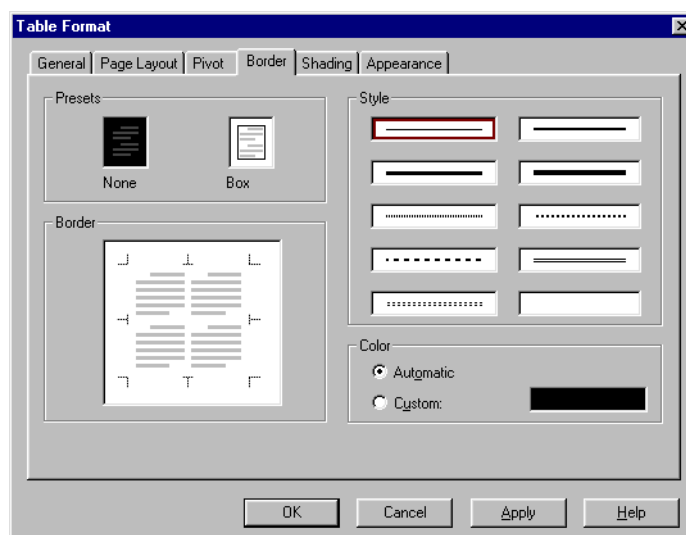 Table Format
General Page Layout Pivot Border Shading Appearance
Presets
None Box
Border
Style
Color
Automatic
Custom:
OK Cancel Apply Help